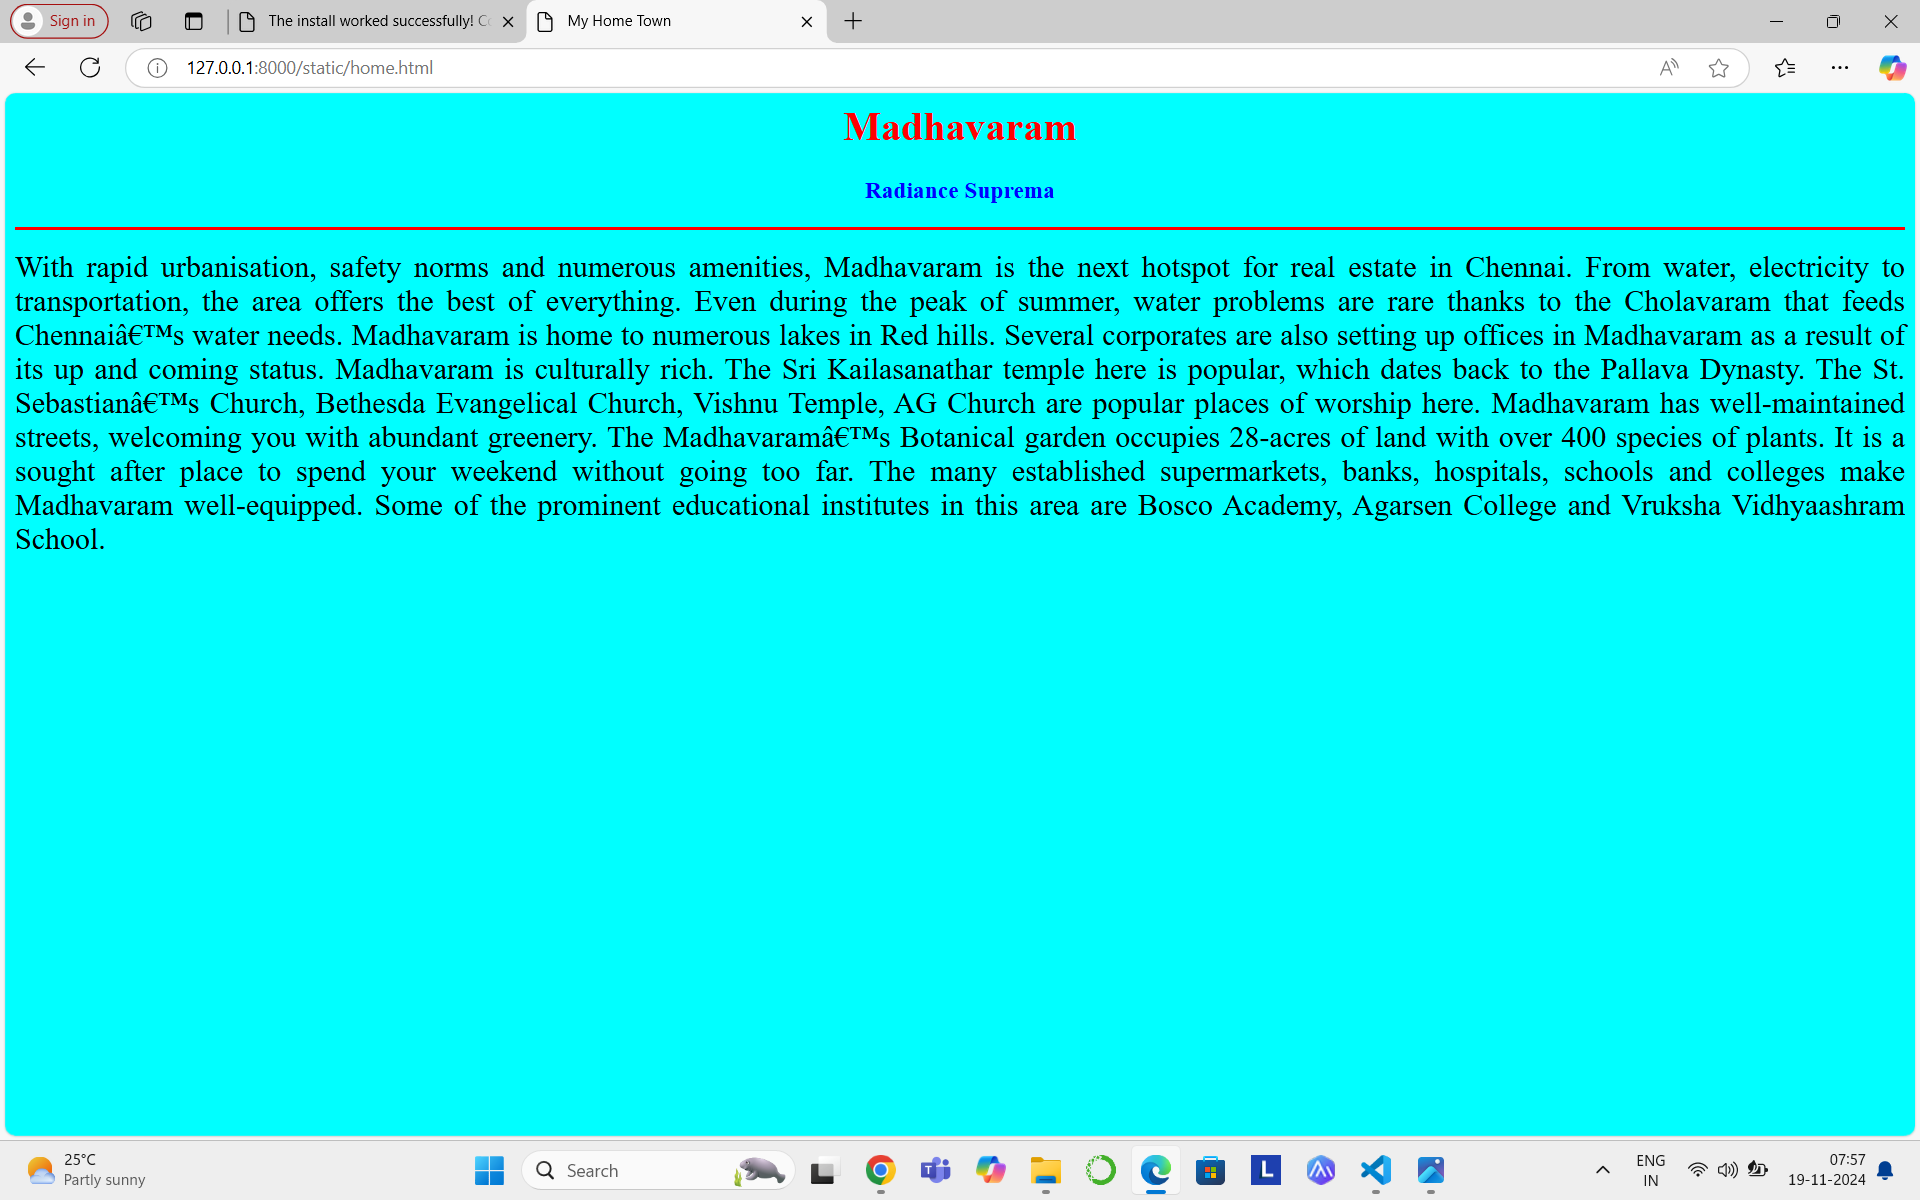 Sign in
The install worked successfully! C
My Home Town
127.0.0.1:8000/static/home.html
Madhavaram
Radiance Suprema
With rapid urbanisation, safety norms and numerous amenities, Madhavaram is the next hotspot for real estate in Chennai. From water, electricity to
transportation, the area offers the best of everything. Even during the peak of summer, water problems are rare thanks to the Cholavaram that feeds
Chennaiâ€™s water needs. Madhavaram is home to numerous lakes in Red hills. Several corporates are also setting up offices in Madhavaram as a result of
its up and coming status. Madhavaram is culturally rich. The Sri Kailasanathar temple here is popular, which dates back to the Pallava Dynasty. The St.
Sebastianâ€™s Church, Bethesda Evangelical Church, Vishnu Temple, AG Church are popular places of worship here. Madhavaram has well-maintained
streets, welcoming you with abundant greenery. The Madhavaramâ€™s Botanical garden occupies 28-acres of land with over 400 species of plants. It is a
sought after place to spend your weekend without going too far. The many established supermarkets, banks, hospitals, schools and colleges make
Madhavaram well-equipped. Some of the prominent educational institutes in this area are Bosco Academy, Agarsen College and Vruksha Vidhyaashram
School.
25°C
Partly sunny
Search
L
ENG
IN
07:57
19-11-2024